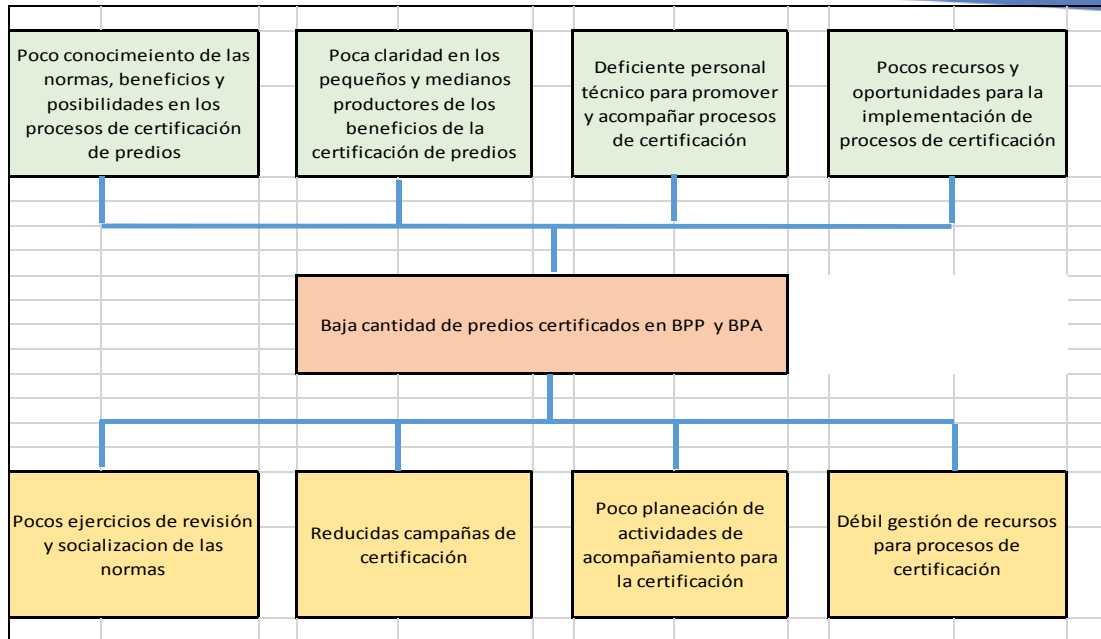 Poco conocimeiento de las
normas, beneficios y
posibilidades en los
procesos de certificación
de predios
Poca claridad en los
pequeños y medianos
productores de los
beneficios de la
certificación de predios
Deficiente personal
técnico para promover
y acompañar procesos
de certificación
Pocos recursos y
oportunidades para la
implementación de
procesos de certificación
Baja cantidad de predios certificados en BPP y BPA
Pocos ejercicios de revisión
y socializacion de las
normas
Reducidas campañas de
certificación
Poco planeación de
actividades de
acompañamiento para
la certificación
Débil gestión de recursos
para procesos de
certificación